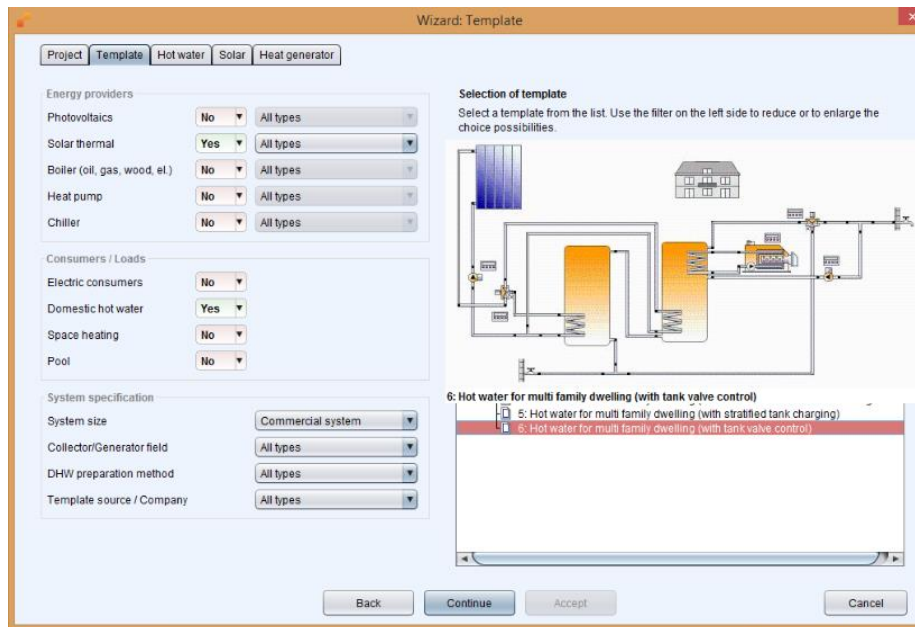 Wizard: Template
Project Template Hot water Solar Heat generator
Energy providers
Photovoltaics No All types
Solar thermal Yes All types
Boiler (oil, gas, wood, el.) No All types
Heat pump No All types
Chiller No All types
Consumers / Loads
Electric consumers No
Domestic hot water Yes
Space heating No
Pool No
System specification
System size Commercial system
Collector/Generator field All types
DHW preparation method All types
Template source / Company All types
Selection of template
Select a template from the list. Use the filter on the left side to reduce or to enlarge the
choice possibilities.
6: Hot water for multi family dwelling (with tank valve control)
5: Hot water for multi family dwelling (with stratified tank charging)
6: Hot water for multi family dwelling (with tank valve control)
Back Continue Accept Cancel